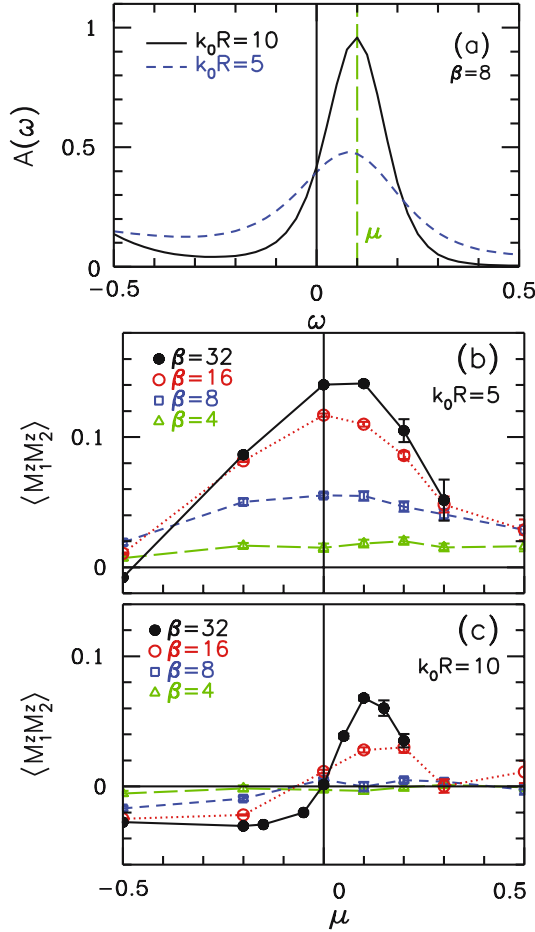 1
k₀R=10
(a)
k₀R=5
β=8
A(ω)
0.5
μ
0
−0.5
0
0.5
ω
β=32
(b)
β=16
k₀R=5
β=8
β=4
0.1
⟨M₁ᶻM₂ᶻ⟩
0
β=32
(c)
β=16
k₀R=10
β=8
β=4
0.1
⟨M₁ᶻM₂ᶻ⟩
0
−0.5
0
0.5
μ